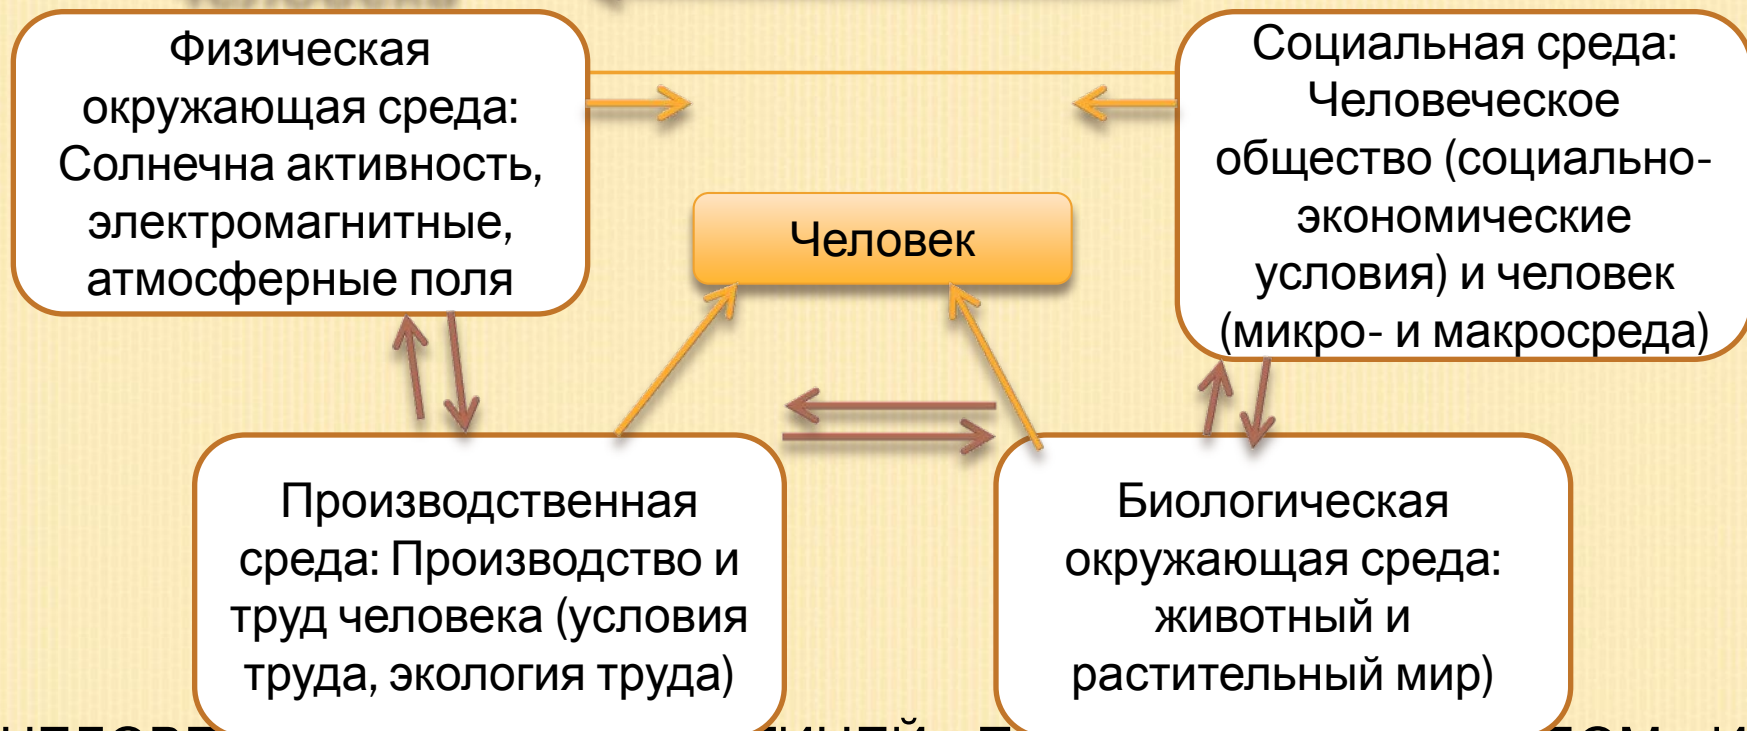 Физическая
окружающая среда:
Солнечна активность,
электромагнитные,
атмосферные поля
Социальная среда:
Человеческое
общество (социально-
экономические
условия) и человек
(микро- и макросреда)
Человек
Производственная
среда: Производство и
труд человека (условия
труда, экология труда)
Биологическая
окружающая среда:
животный и
растительный мир)